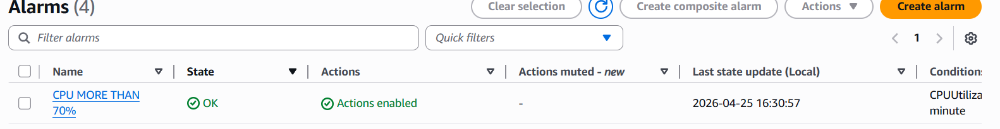 Alarms (4)
Clear selection
Create composite alarm
Actions
Create alarm
Filter alarms
Quick filters
1
Name
State
Actions
Actions muted - new
Last state update (Local)
Condition
CPU MORE THAN
70%
OK
Actions enabled
-
2026-04-25 16:30:57
CPUUtiliza
minute